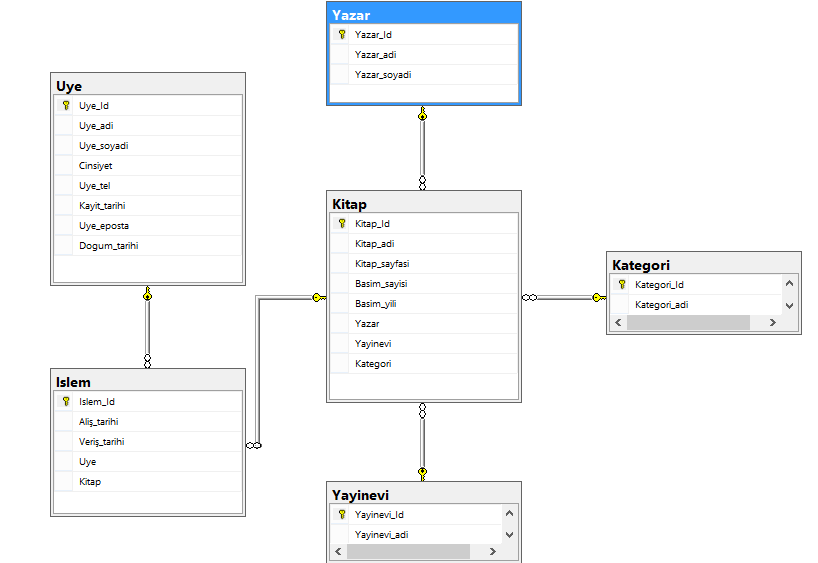 Yazar
Yazar_Id
Yazar_adi
Yazar_soyadi
Uye
Uye_Id
Uye_adi
Uye_soyadi
Cinsiyet
Uye_tel
Kayit_tarihi
Uye_eposta
Dogum_tarihi
Kitap
Kitap_Id
Kitap_adi
Kitap_sayfasi
Basim_sayisi
Basim_yili
Yazar
Yayinevi
Kategori
Kategori
Kategori_Id
Kategori_adi
Islem
Islem_Id
Aliş_tarihi
Veriş_tarihi
Uye
Kitap
Yayinevi
Yayinevi_Id
Yayinevi_adi